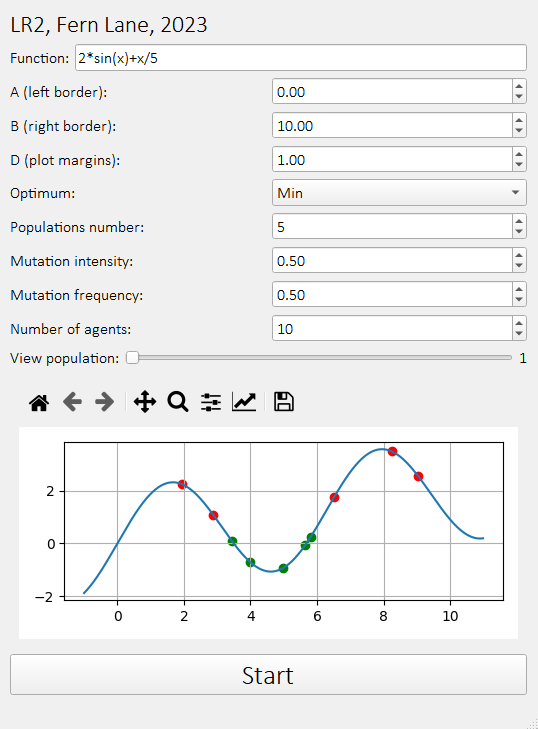 LR2, Fern Lane, 2023
Function: 2*sin(x)+x/5
A (left border): 0.00
B (right border): 10.00
D (plot margins): 1.00
Optimum: Min
Populations number: 5
Mutation intensity: 0.50
Mutation frequency: 0.50
Number of agents: 10
View population: 1
2
0
−2
0 2 4 6 8 10
Start